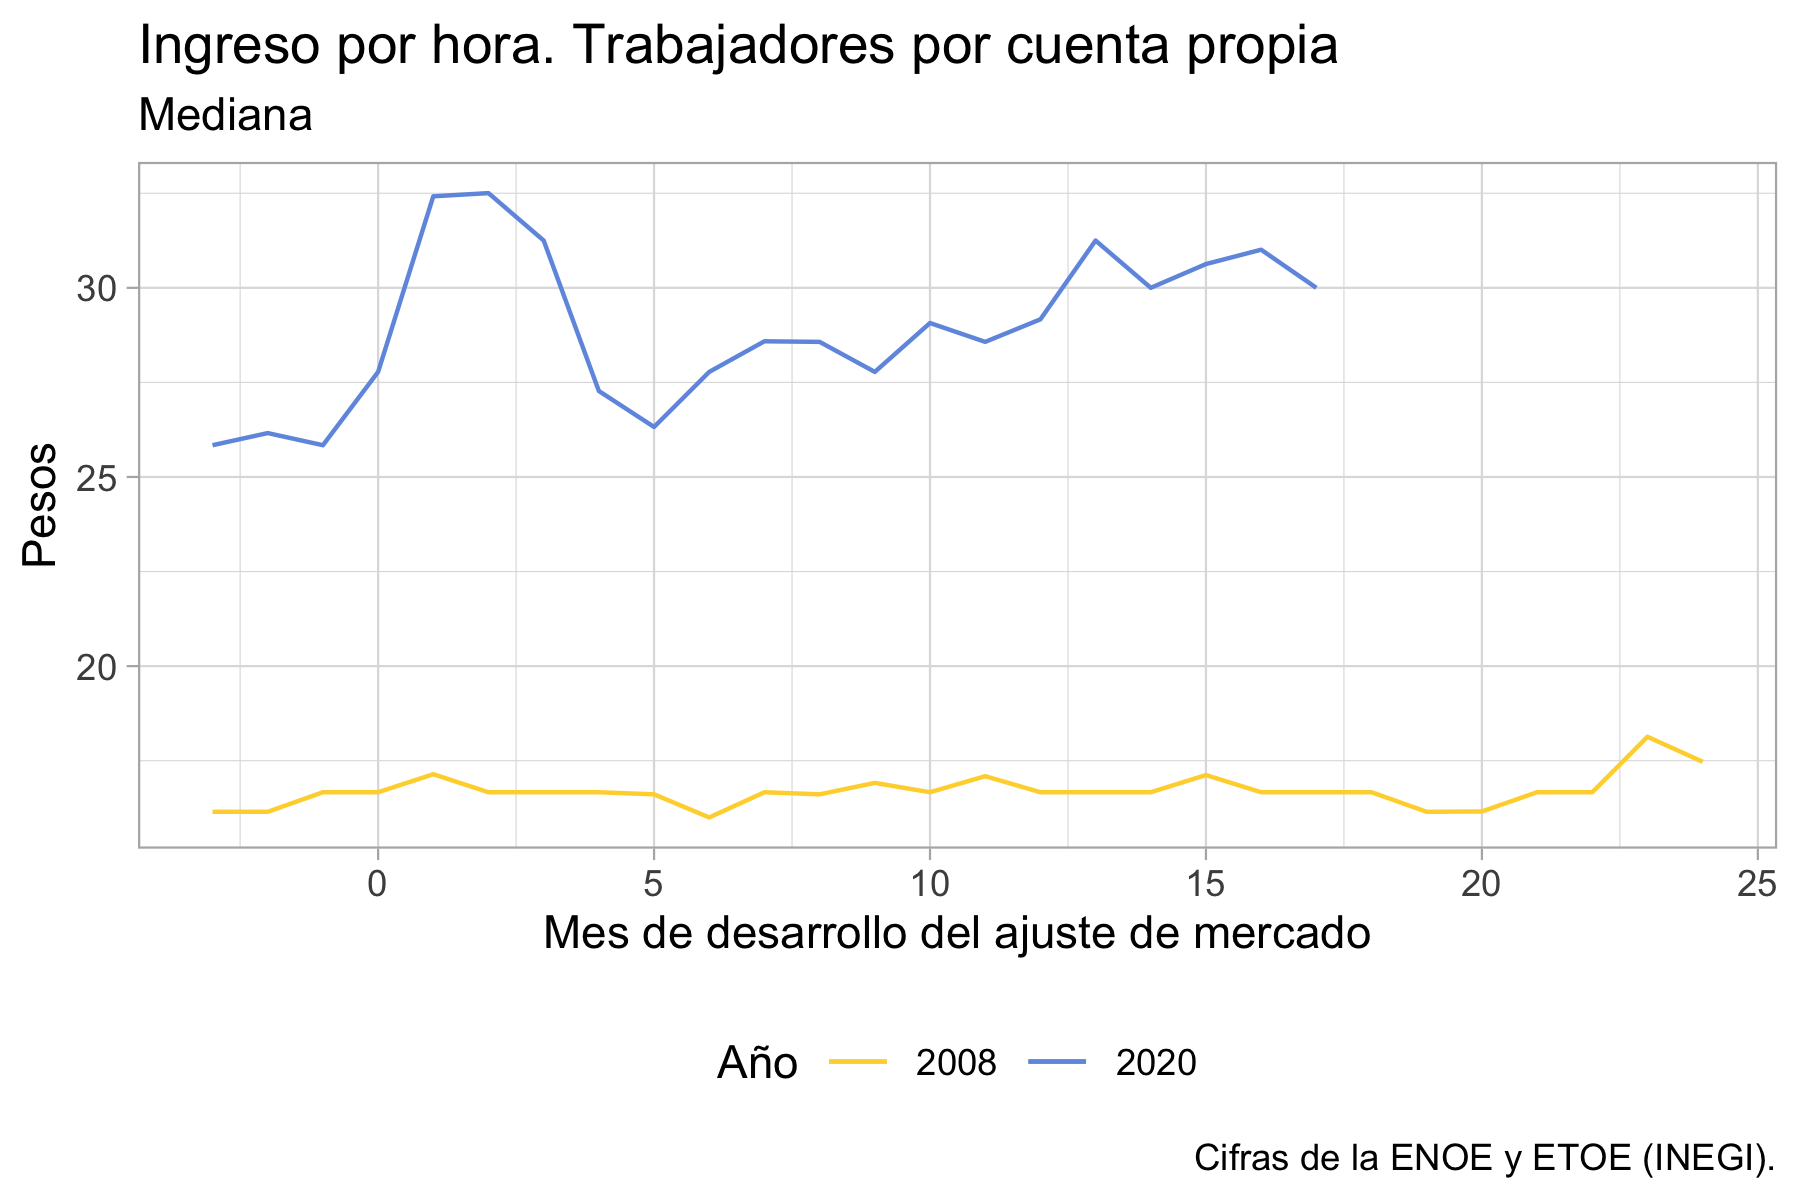 Ingreso por hora. Trabajadores por cuenta propia
Mediana
Pesos
30
25
20
0 5 10 15 20 25
Mes de desarrollo del ajuste de mercado
Año 2008 2020
Cifras de la ENOE y ETOE (INEGI).